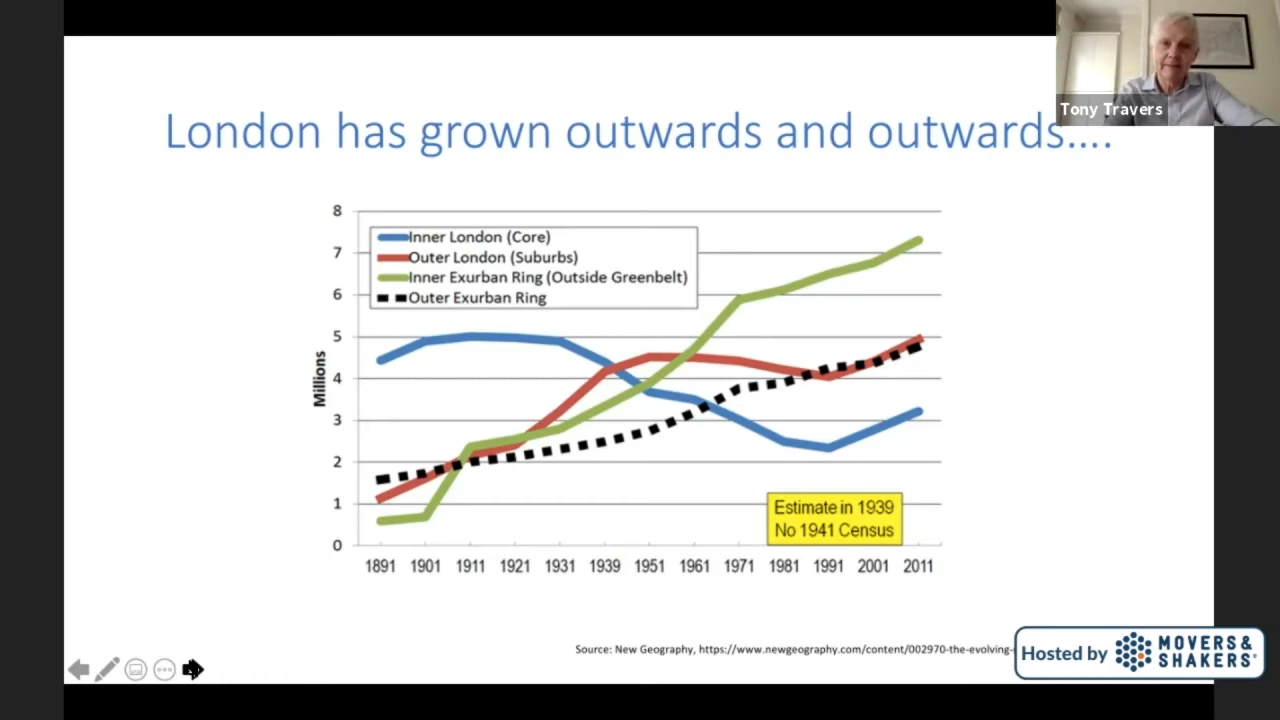 Tony Travers
London has grown outwards and outwards....
8
7
6
5
4
3
2
1
0
Millions
Inner London (Core)
Outer London (Suburbs)
Inner Exurban Ring (Outside Greenbelt)
Outer Exurban Ring
Estimate in 1939
No 1941 Census
1891 1901 1911 1921 1931 1939 1951 1961 1971 1981 1991 2001 2011
Source: New Geography, https://www.newgeography.com/content/002970-the-evolving-
Hosted by MOVERS&
SHAKERS